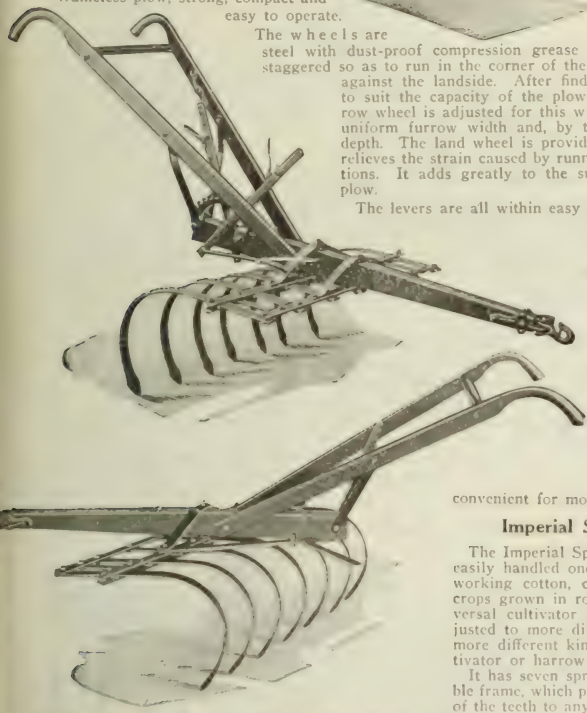 easy to operate.
The wheels are
steel with dust-proof compression grease
staggered so as to run in the corner of the
against the landside. After find
to suit the capacity of the plow
row wheel is adjusted for this w
uniform furrow width and, by t
depth. The land wheel is provid
relieves the strain caused by runn
tions. It adds greatly to the su
plow.
The levers are all within easy
convenient for mo
Imperial S
The Imperial Sp
easily handled one
working cotton, c
crops grown in ro
versal cultivator
justed to more di
more different kin
tivator or harrow
It has seven spr
ble frame, which p
of the teeth to any